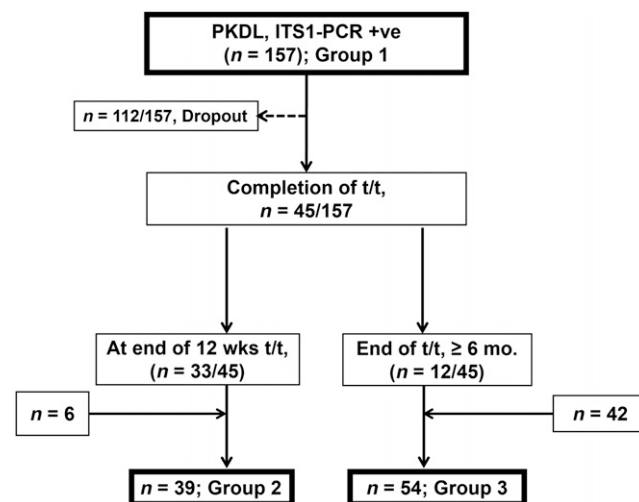 PKDL, ITS1-PCR +ve
(n = 157); Group 1
n = 112/157, Dropout
Completion of t/t,
n = 45/157
At end of 12 wks t/t,
(n = 33/45)
End of t/t, ≥ 6 mo.
(n = 12/45)
n = 6
n = 42
n = 39; Group 2
n = 54; Group 3